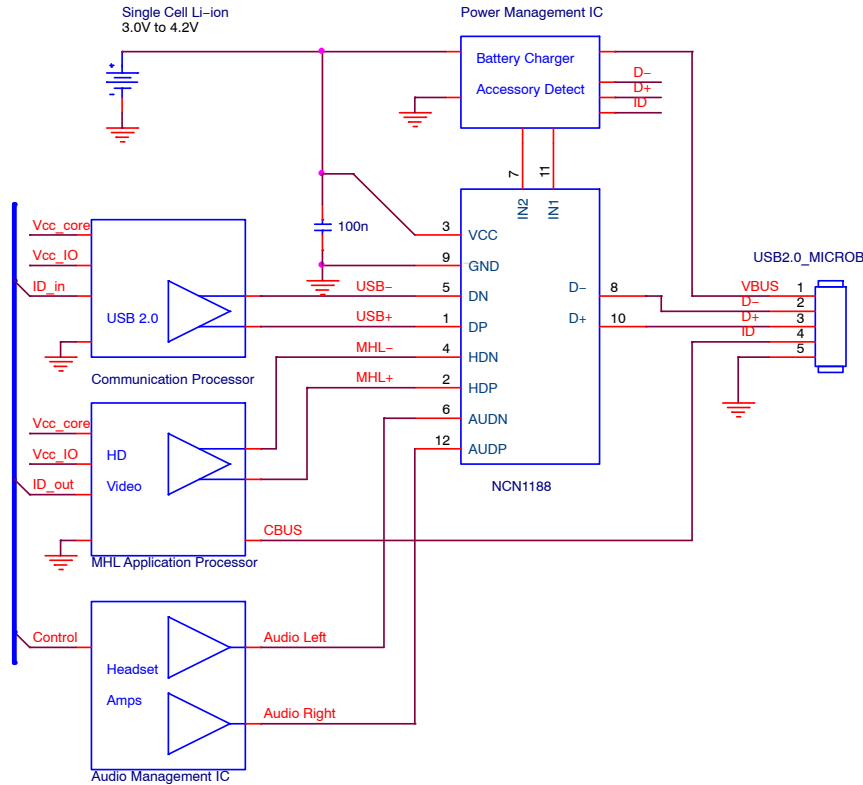 Single Cell Li-ion
3.0V to 4.2V
+
-
Power Management IC
Battery Charger
Accessory Detect
D-
D+
ID
7
11
IN2
IN1
100n
3
VCC
9
GND
5
DN
1
DP
4
HDN
2
HDP
6
AUDN
12
AUDP
D-
8
D+
10
NCN1188
USB2.0_MICROB
VBUS
1
D-
2
D+
3
ID
4
5
Vcc_core
Vcc_IO
ID_in
USB 2.0
USB-
USB+
MHL-
MHL+
Communication Processor
Vcc_core
Vcc_IO
ID_out
HD
Video
CBUS
MHL Application Processor
Control
Headset
Amps
Audio Left
Audio Right
Audio Management IC